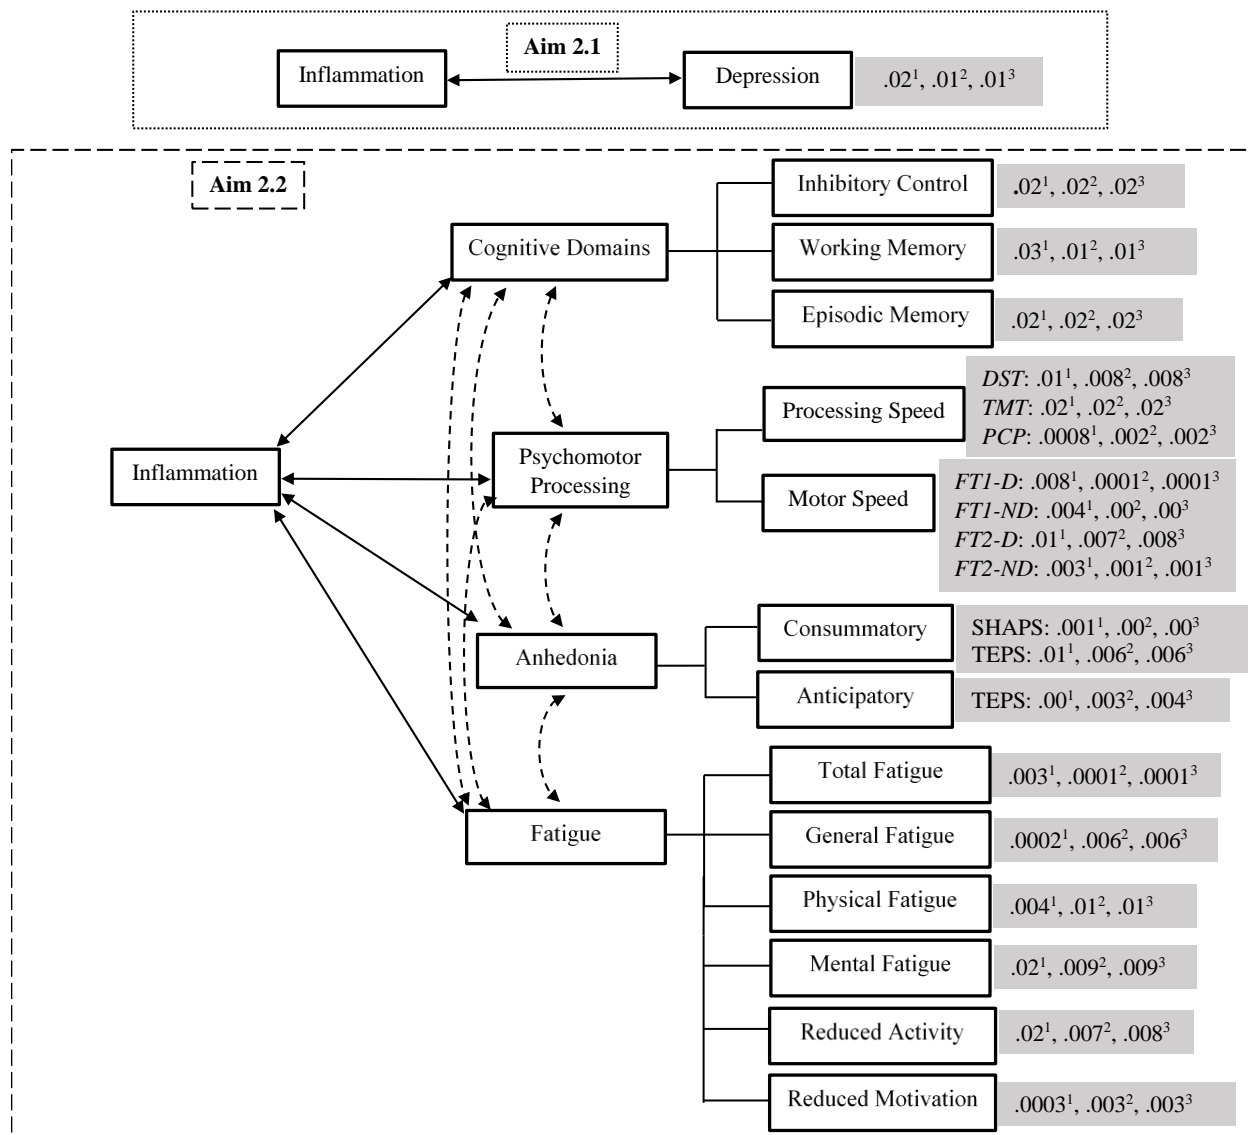 Aim 2.1
Inflammation
Depression
.02¹, .01², .01³
Aim 2.2
Inflammation
Cognitive Domains
Inhibitory Control
.02¹, .02², .02³
Working Memory
.03¹, .01², .01³
Episodic Memory
.02¹, .02², .02³
Psychomotor
Processing
Processing Speed
DST: .01¹, .008², .008³
TMT: .02¹, .02², .02³
PCP: .0008¹, .002², .002³
Motor Speed
FT1-D: .008¹, .0001², .0001³
FT1-ND: .004¹, .00², .00³
FT2-D: .01¹, .007², .008³
FT2-ND: .003¹, .001², .001³
Anhedonia
Consummatory
SHAPS: .001¹, .00², .00³
TEPS: .01¹, .006², .006³
Anticipatory
TEPS: .00¹, .003², .004³
Fatigue
Total Fatigue
.003¹, .0001², .0001³
General Fatigue
.0002¹, .006², .006³
Physical Fatigue
.004¹, .01², .01³
Mental Fatigue
.02¹, .009², .009³
Reduced Activity
.02¹, .007², .008³
Reduced Motivation
.0003¹, .003², .003³